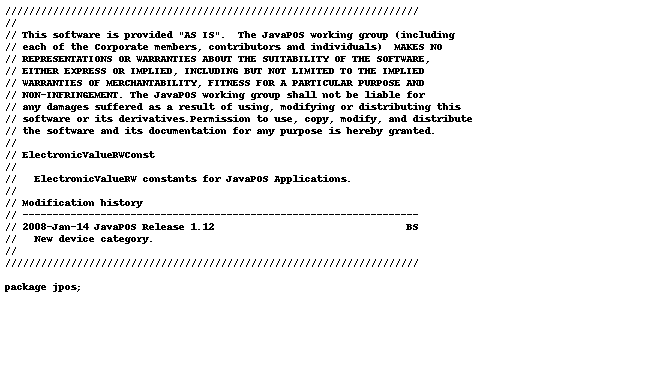 //////////////////////////////////////////////////////////////////////
//
// This software is provided "AS IS".  The JavaPOS working group (including
// each of the Corporate members, contributors and individuals)  MAKES NO
// REPRESENTATIONS OR WARRANTIES ABOUT THE SUITABILITY OF THE SOFTWARE,
// EITHER EXPRESS OR IMPLIED, INCLUDING BUT NOT LIMITED TO THE IMPLIED
// WARRANTIES OF MERCHANTABILITY, FITNESS FOR A PARTICULAR PURPOSE AND
// NON-INFRINGEMENT. The JavaPOS working group shall not be liable for
// any damages suffered as a result of using, modifying or distributing this
// software or its derivatives.Permission to use, copy, modify, and distribute
// the software and its documentation for any purpose is hereby granted.
//
// ElectronicValueRWConst
//
//   ElectronicValueRW constants for JavaPOS Applications.
//
// Modification history
// ------------------------------------------------------------------
// 2008-Jan-14 JavaPOS Release 1.12                                BS
//   New device category.
//
//////////////////////////////////////////////////////////////////////

package jpos;